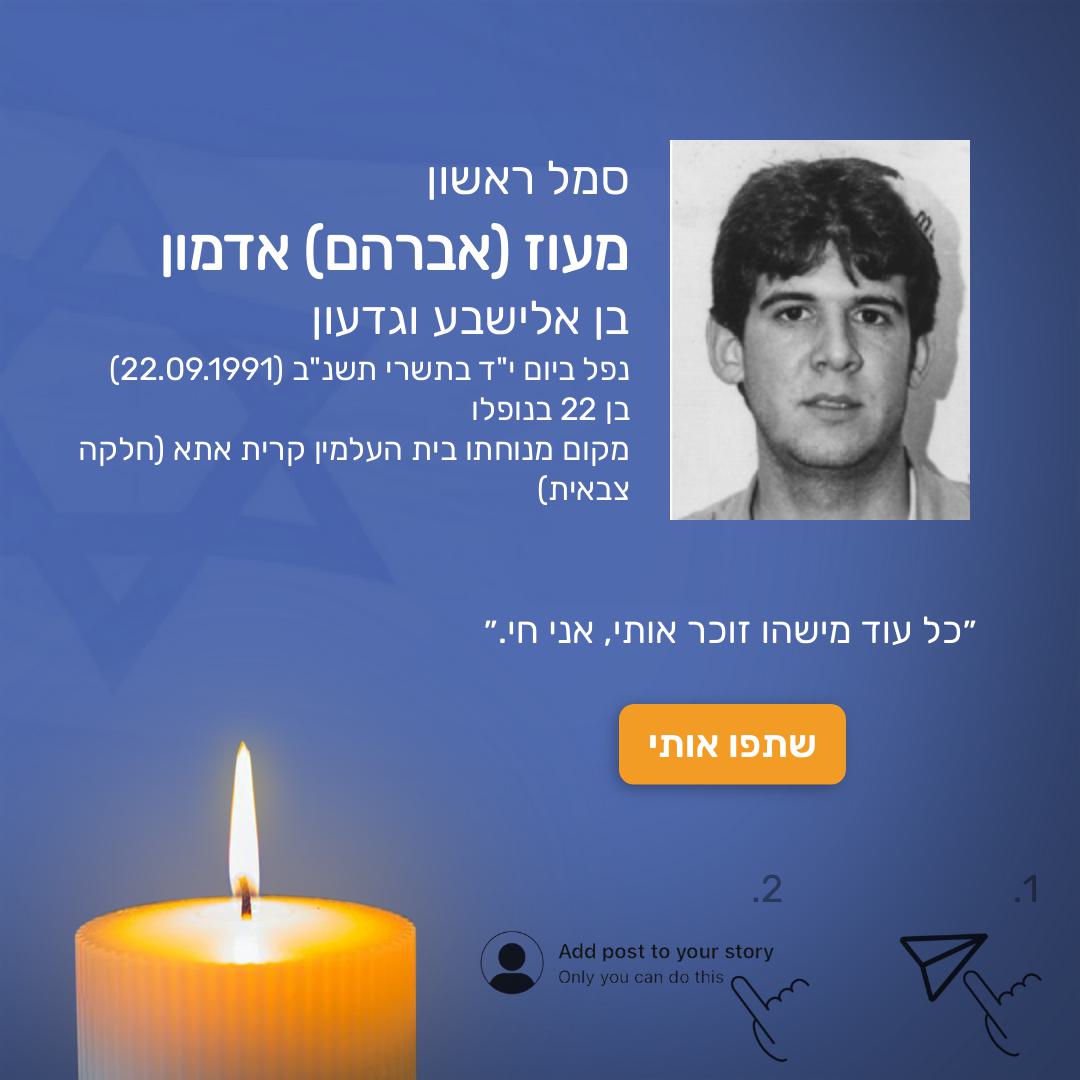 סמל ראשון
מעוז (אברהם) אדמון
בן אלישבע וגדעון
נפל ביום י"ד בתשרי תשנ"ב (22.09.1991)
בן 22 בנופלו
מקום מנוחתו בית העלמין קרית אתא (חלקה
צבאית)
״כל עוד מישהו זוכר אותי, אני חי.״
שתפו אותי
1.
2.
Add post to your story
Only you can do this